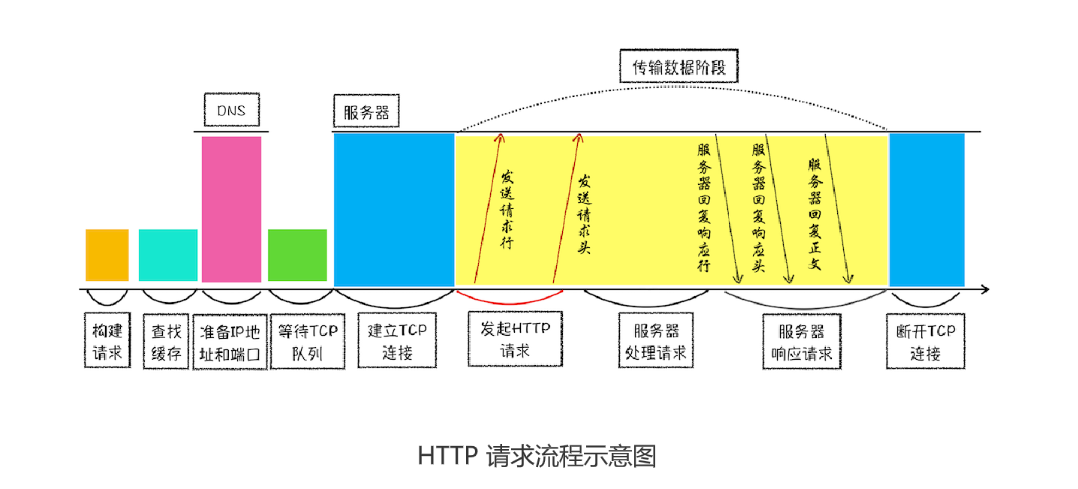 传输数据阶段
DNS
服务器
发送请求行
发送请求头
服务器回复响应行
服务器回复响应头
服务器回复正文
构建
请求
查找
缓存
准备IP地
址和端口
等待TCP
队列
建立TCP
连接
发起HTTP
请求
服务器
处理请求
服务器
响应请求
断开TCP
连接
HTTP 请求流程示意图